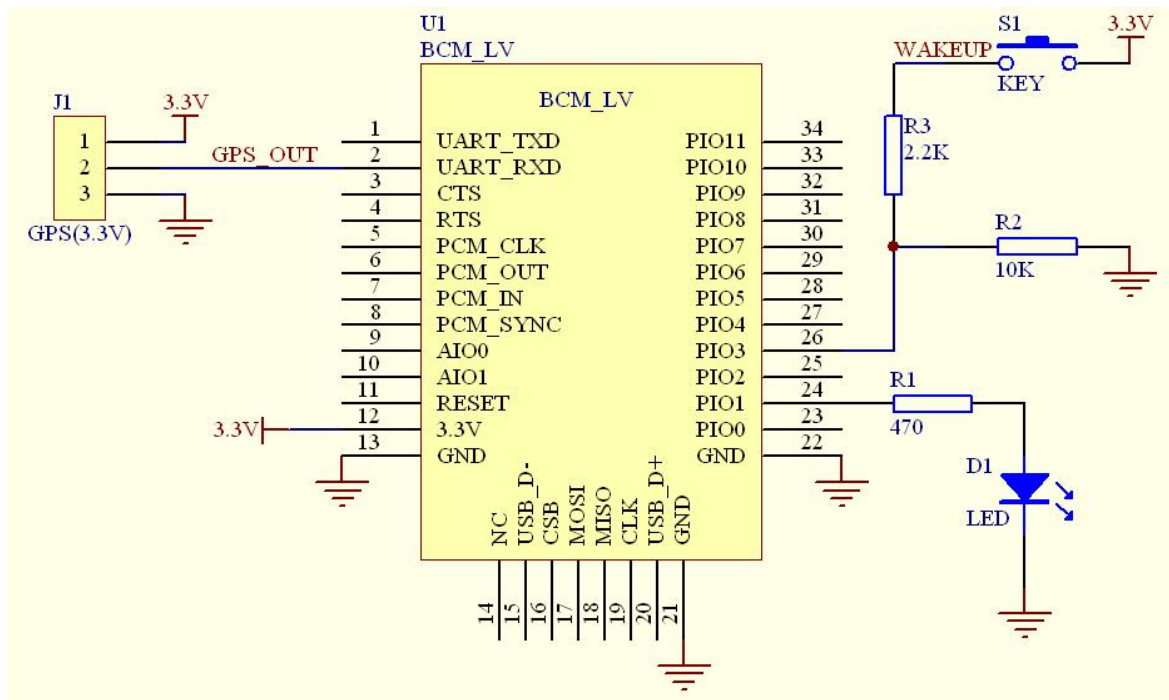 U1
BCM_LV
BCM_LV
J1
3.3V
1
2
3
GPS_OUT
GPS(3.3V)
1 UART_TXD
2 UART_RXD
3 CTS
4 RTS
5 PCM_CLK
6 PCM_OUT
7 PCM_IN
8 PCM_SYNC
9 AIO0
10 AIO1
11 RESET
3.3V 12 3.3V
13 GND
PIO11 34
PIO10 33
PIO9 32
PIO8 31
PIO7 30
PIO6 29
PIO5 28
PIO4 27
PIO3 26
PIO2 25
PIO1 24
PIO0 23
GND 22
NC 14
USB_D- 15
CSB 16
MOSI 17
MISO 18
CLK 19
USB_D+ 20
GND 21
WAKEUP
S1
KEY
3.3V
R3
2.2K
R2
10K
R1
470
D1
LED